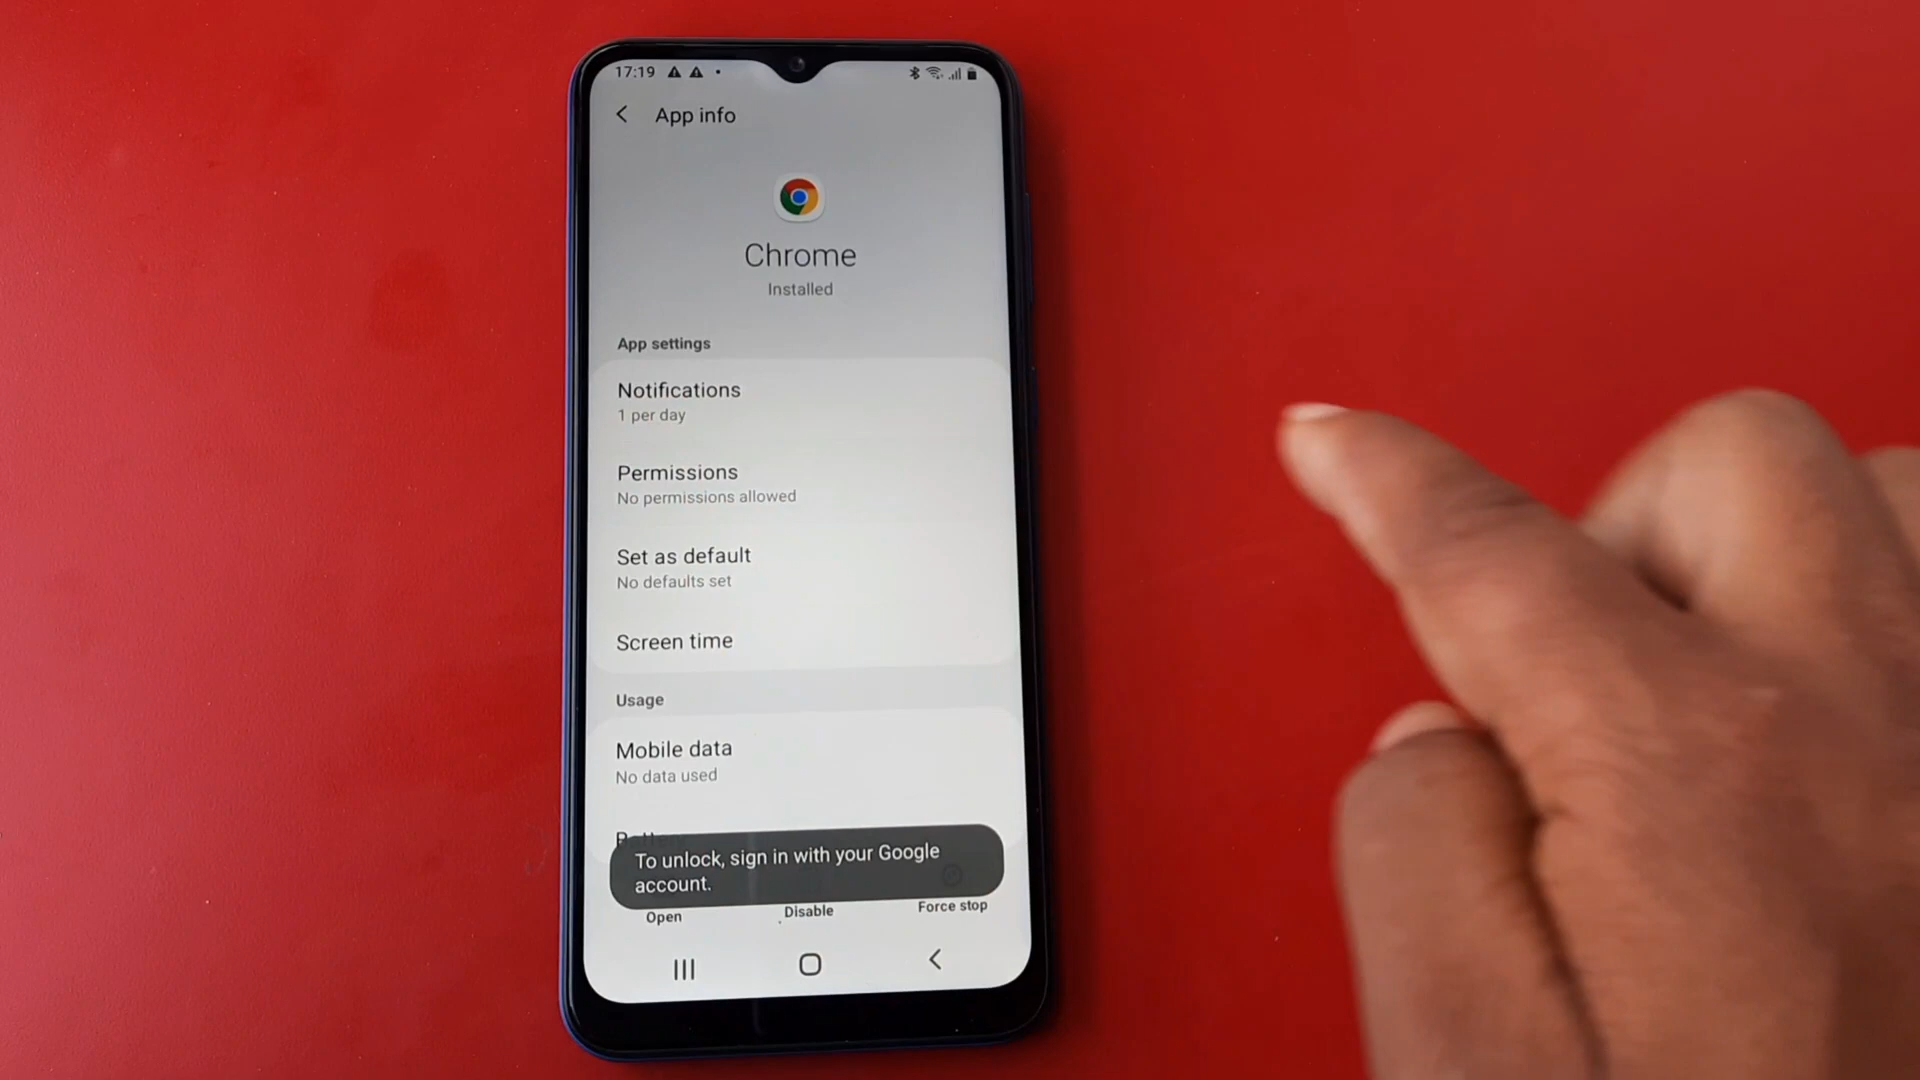 17:19
App info
Chrome
Installed
App settings
Notifications
1 per day
Permissions
No permissions allowed
Set as default
No defaults set
Screen time
Usage
Mobile data
No data used
To unlock, sign in with your Google
account.
Open
Disable
Force stop